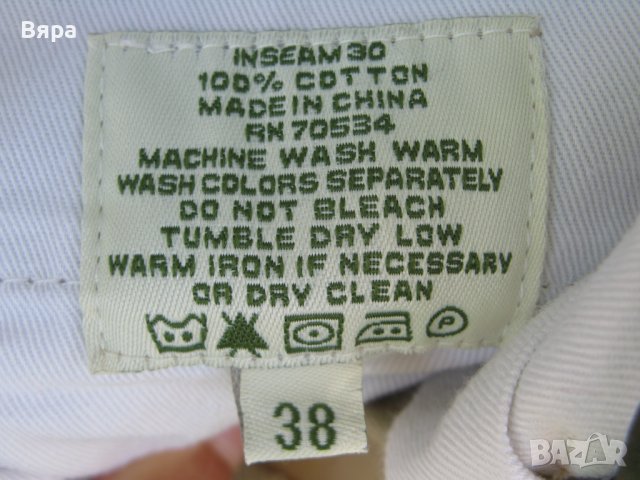 Вяра
INSEAM 30
100% COTTON
MADE IN CHINA
RN 70534
MACHINE WASH WARM
WASH COLORS SEPARATELY
DO NOT BLEACH
TUMBLE DRY LOW
WARM IRON IF NECESSARY
OR DRY CLEAN
P
38
BAZAR